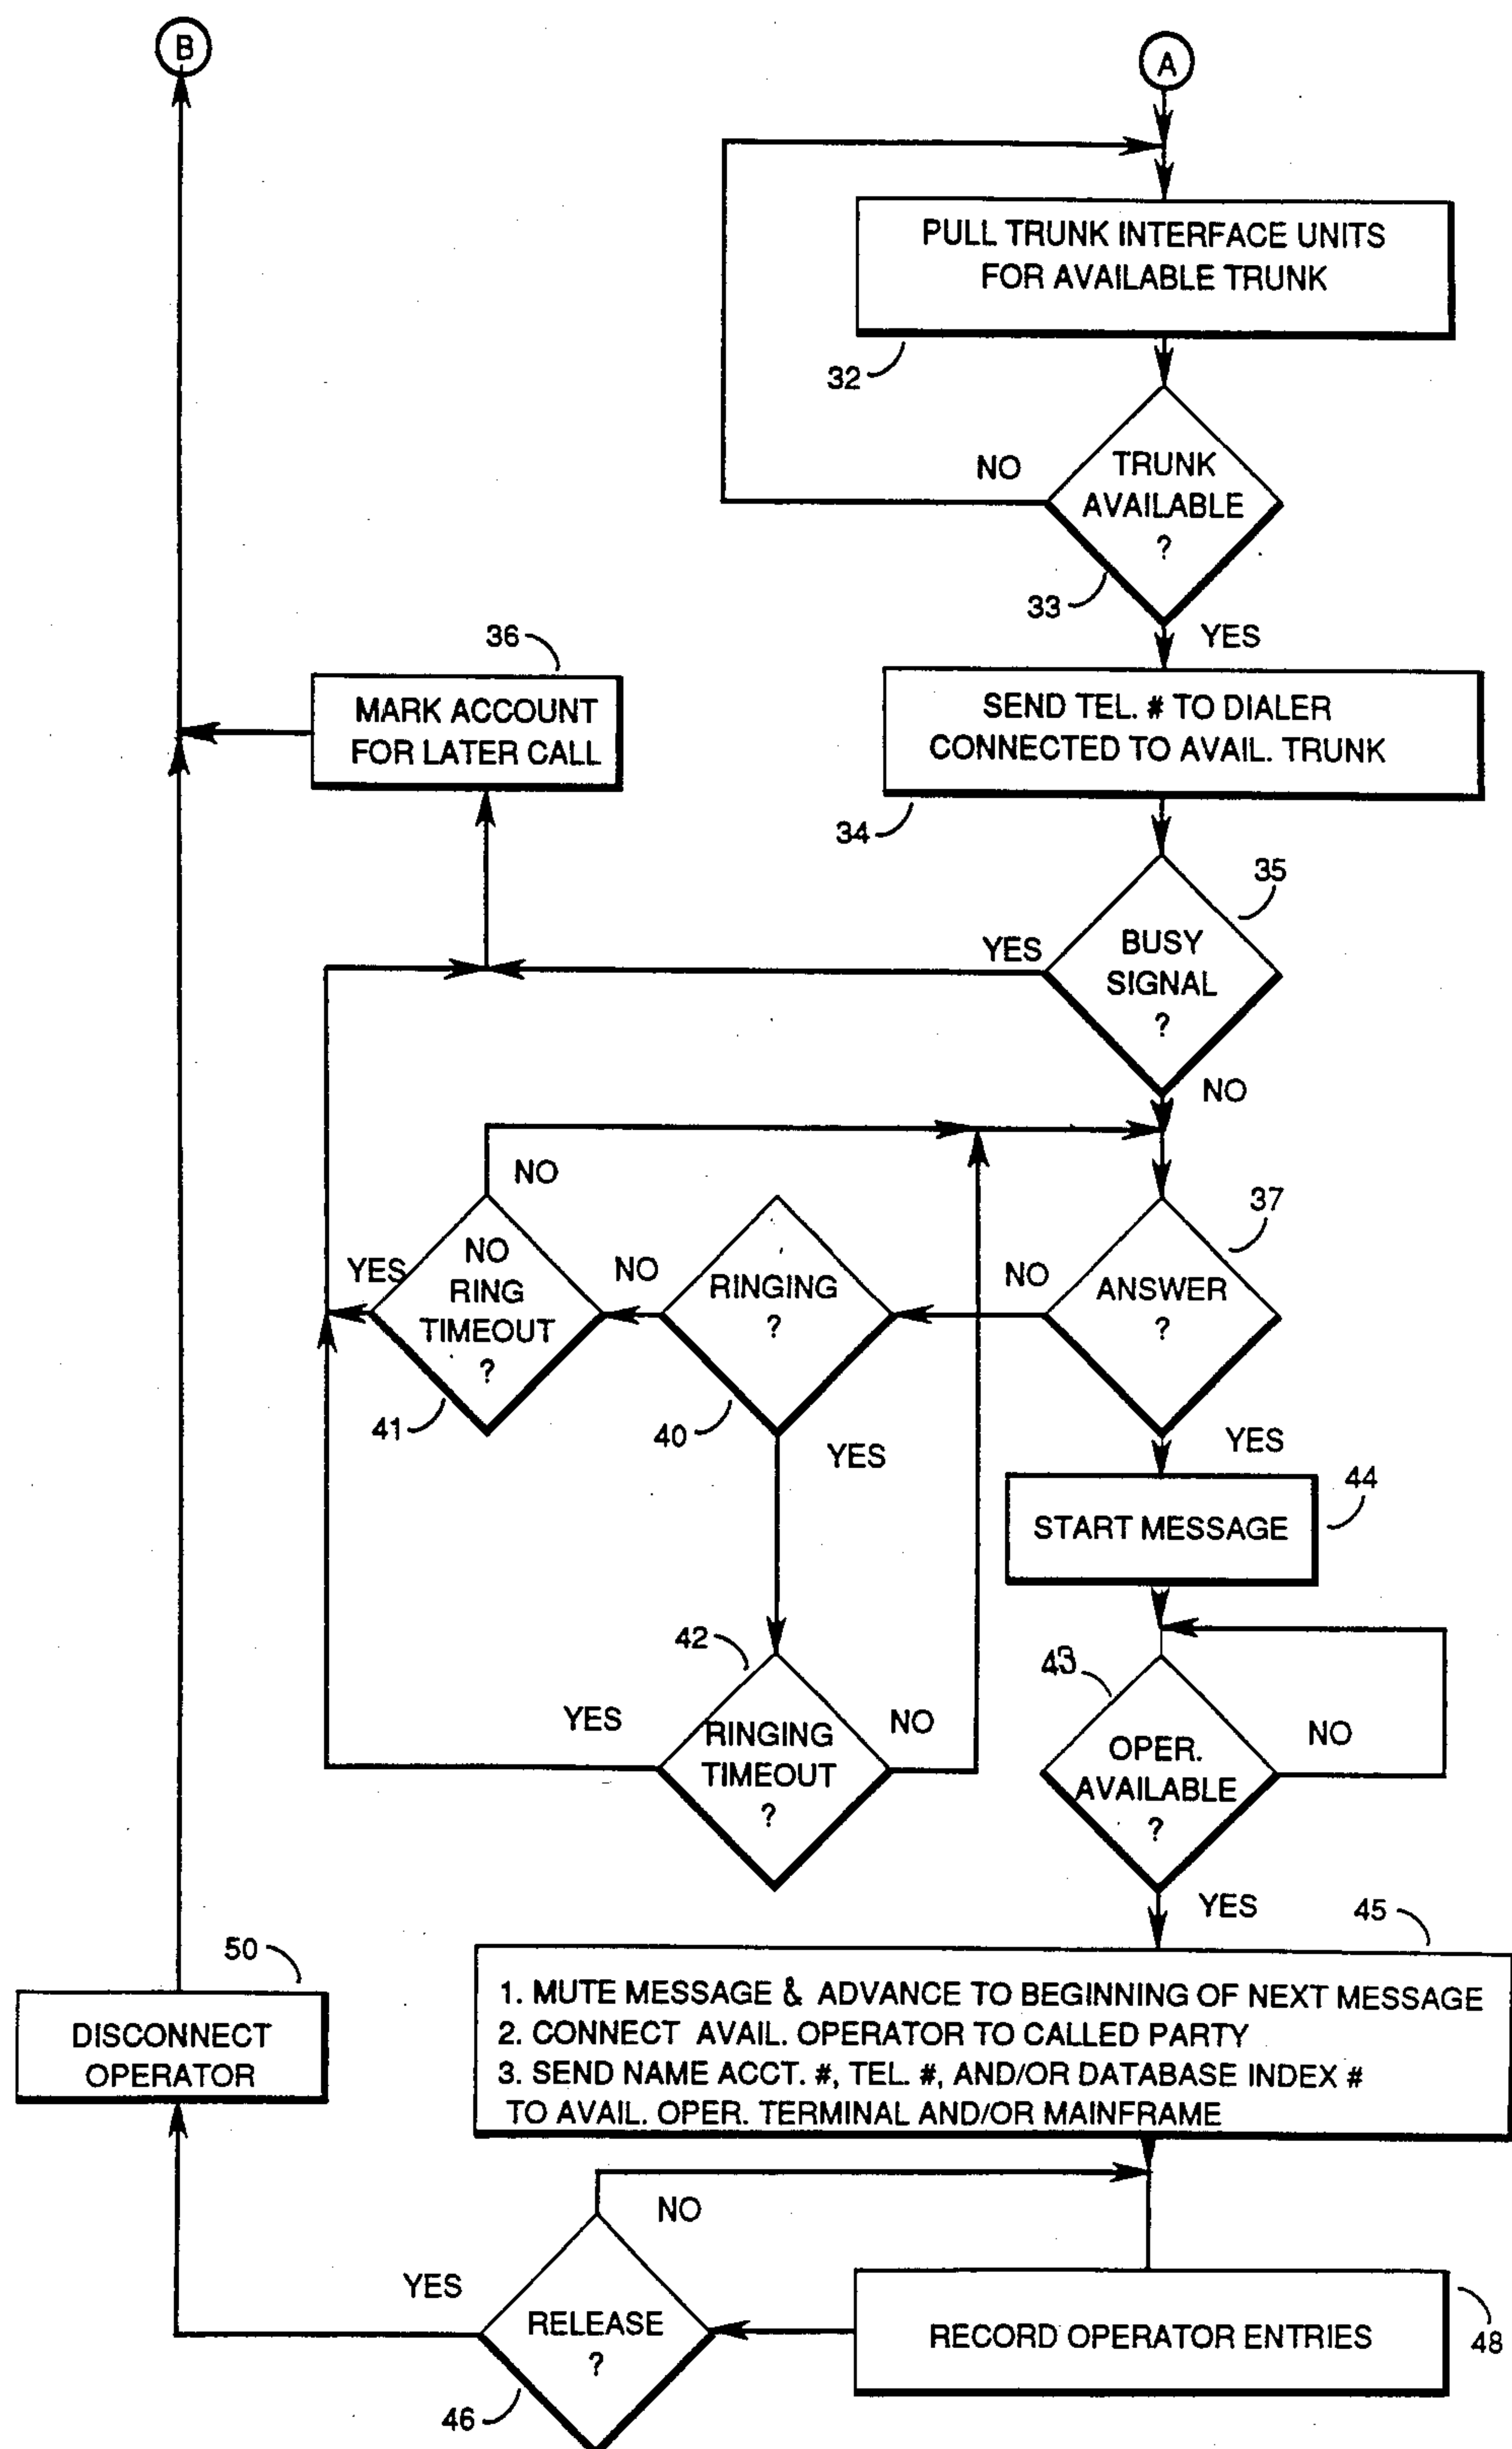 B
A
PULL TRUNK INTERFACE UNITS
FOR AVAILABLE TRUNK
32
TRUNK
AVAILABLE
?
NO
33
YES
36
MARK ACCOUNT
FOR LATER CALL
SEND TEL. # TO DIALER
CONNECTED TO AVAIL. TRUNK
34
35
BUSY
SIGNAL
?
YES
NO
NO
37
ANSWER
?
NO
RINGING
?
NO
NO
RING
TIMEOUT
?
YES
41
40
YES
YES
44
START MESSAGE
42
RINGING
TIMEOUT
?
YES
NO
43
OPER.
AVAILABLE
?
NO
YES
45
50
DISCONNECT
OPERATOR
1. MUTE MESSAGE & ADVANCE TO BEGINNING OF NEXT MESSAGE
2. CONNECT AVAIL. OPERATOR TO CALLED PARTY
3. SEND NAME ACCT. #, TEL. #, AND/OR DATABASE INDEX #
TO AVAIL. OPER. TERMINAL AND/OR MAINFRAME
NO
YES
RELEASE
?
46
RECORD OPERATOR ENTRIES
48